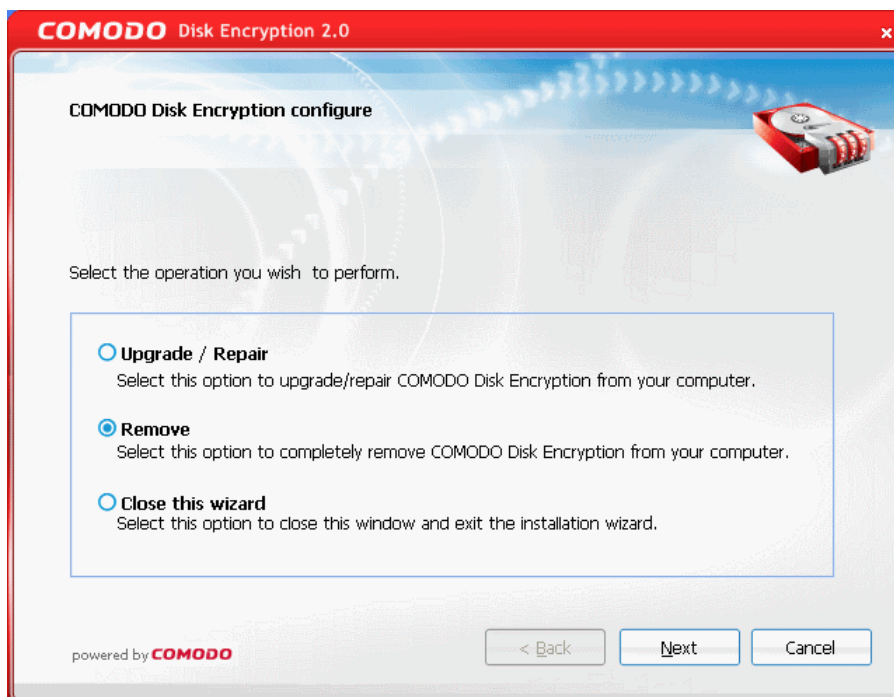 COMODO Disk Encryption 2.0
COMODO Disk Encryption configure
Select the operation you wish to perform.
Upgrade / Repair
Select this option to upgrade/repair COMODO Disk Encryption from your computer.
Remove
Select this option to completely remove COMODO Disk Encryption from your computer.
Close this wizard
Select this option to close this window and exit the installation wizard.
powered by COMODO
< Back
Next
Cancel